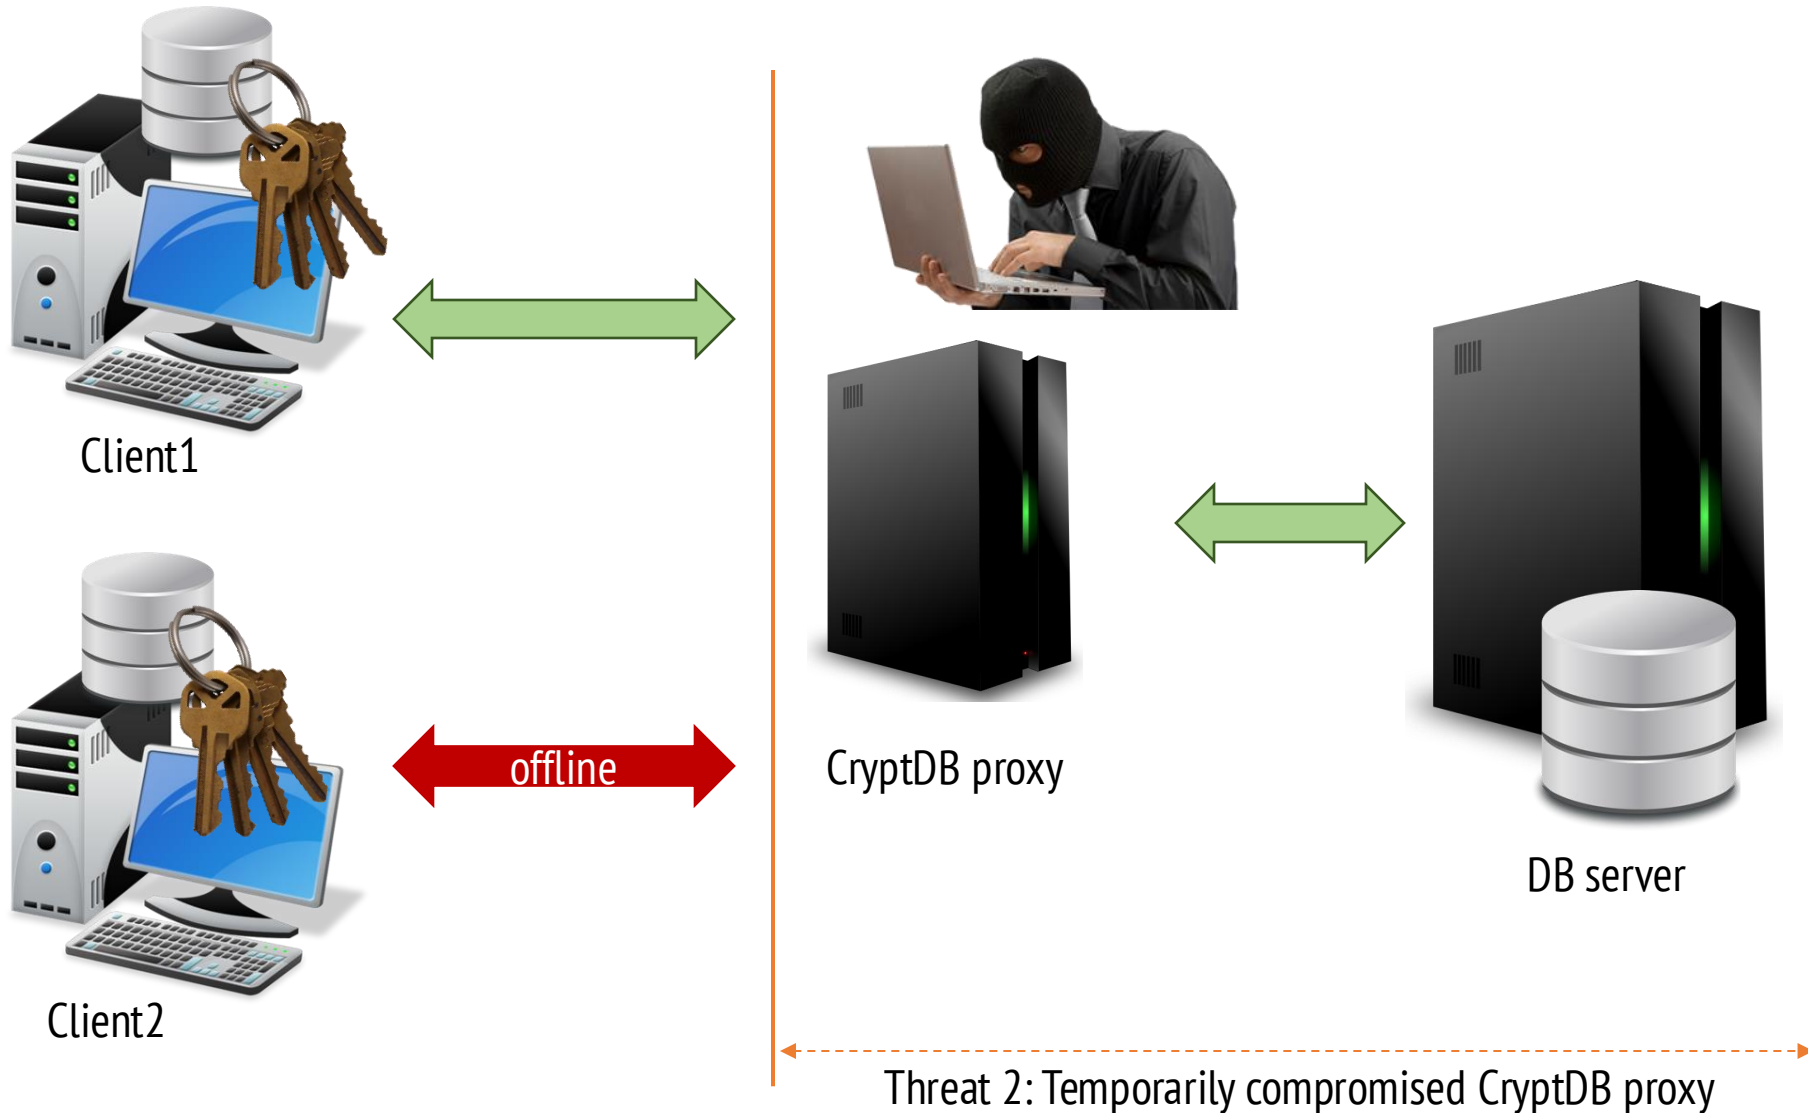 Client1
offline
CryptDB proxy
DB server
Client2
Threat 2: Temporarily compromised CryptDB proxy